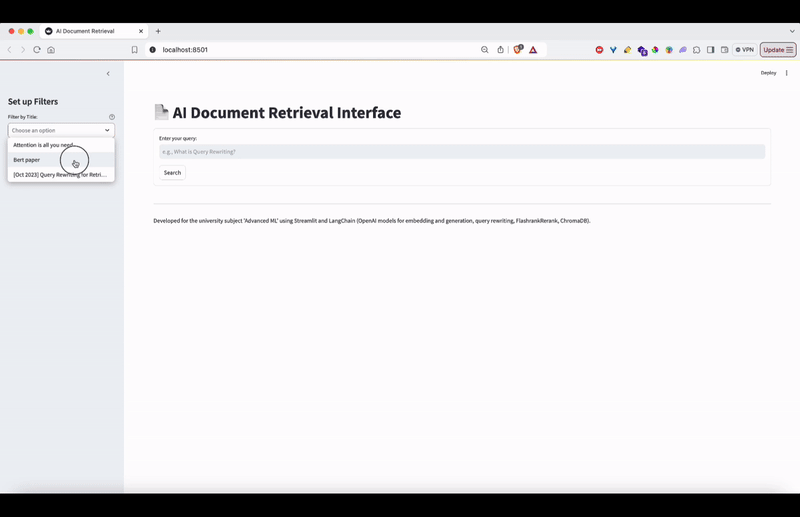 AI Document Retrieval
localhost:8501
VPN
Update
Deploy
Set up Filters
Filter by Title:
Choose an option
Attention is all you need
Bert paper
[Oct 2023] Query Rewriting for Retri...
AI Document Retrieval Interface
Enter your query:
e.g., What is Query Rewriting?
Search
Developed for the university subject 'Advanced ML' using Streamlit and LangChain (OpenAI models for embedding and generation, query rewriting, FlashrankRerank, ChromaDB).